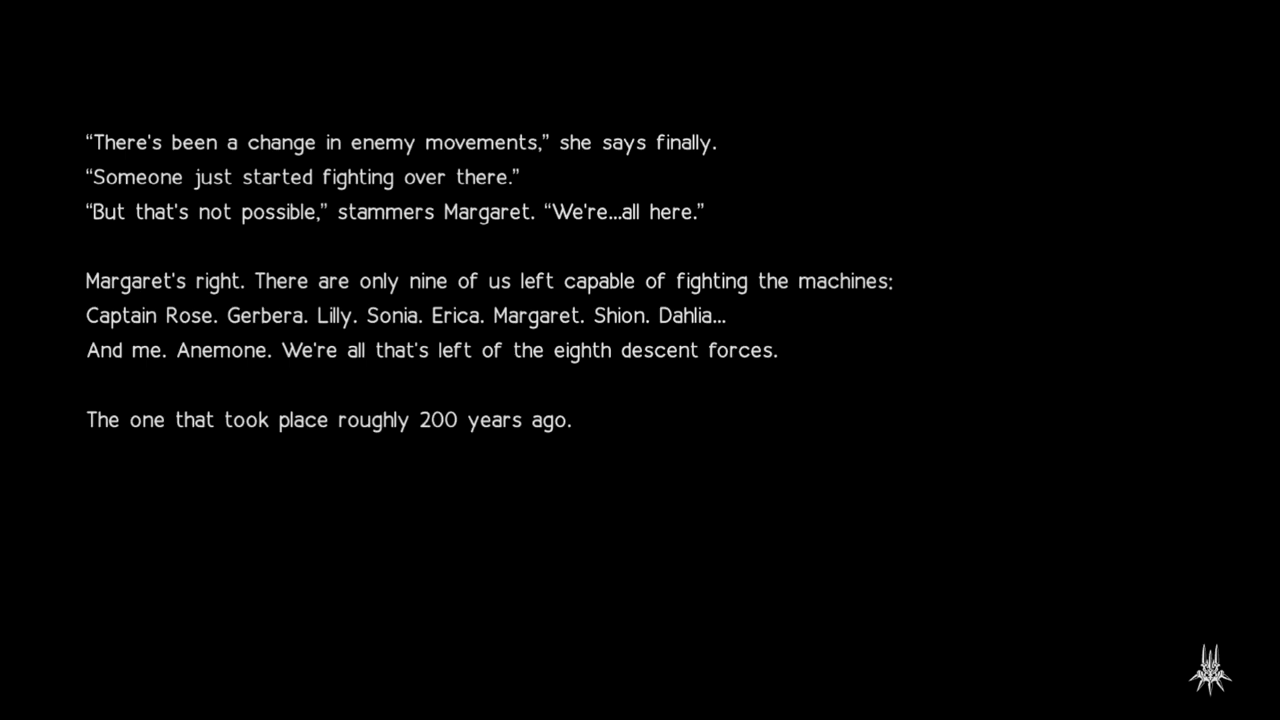 “There's been a change in enemy movements,” she says finally.
“Someone just started fighting over there.”
“But that's not possible,” stammers Margaret. “We're...all here.”
Margaret's right. There are only nine of us left capable of fighting the machines:
Captain Rose. Gerbera. Lilly. Sonia. Erica. Margaret. Shion. Dahlia...
And me. Anemone. We're all that's left of the eighth descent forces.
The one that took place roughly 200 years ago.